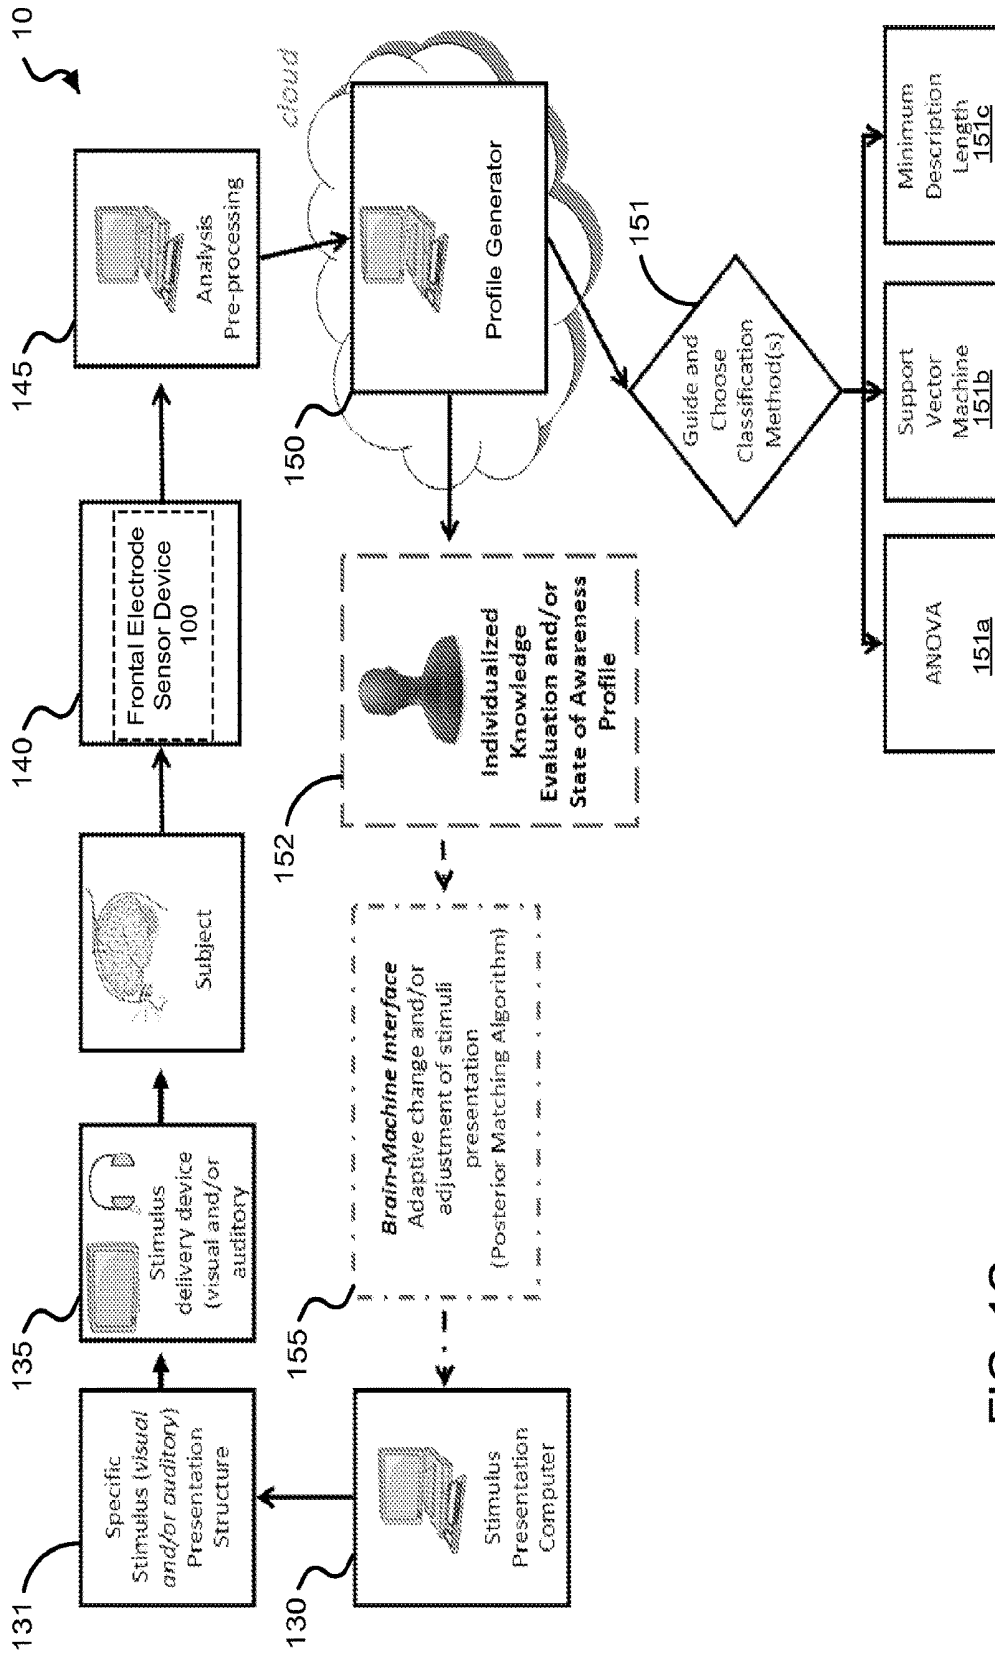 10
131
Specific
Stimulus (visual
and/or auditory)
Presentation
Structure
135
Stimulus
delivery device
(visual and/or
auditory
Subject
140
Frontal Electrode
Sensor Device
100
145
Analysis
Pre-processing
cloud
130
Stimulus
Presentation
Computer
155
Brain-Machine Interface
Adaptive change and/or
adjustment of stimuli
presentation
(Posterior Matching Algorithm)
152
Individualized
Knowledge
Evaluation and/or
State of Awareness
Profile
150
Profile Generator
151
Guide and
Choose
Classification
Method(s)
ANOVA
151a
Support
Vector
Machine
151b
Minimum
Description
Length
151c